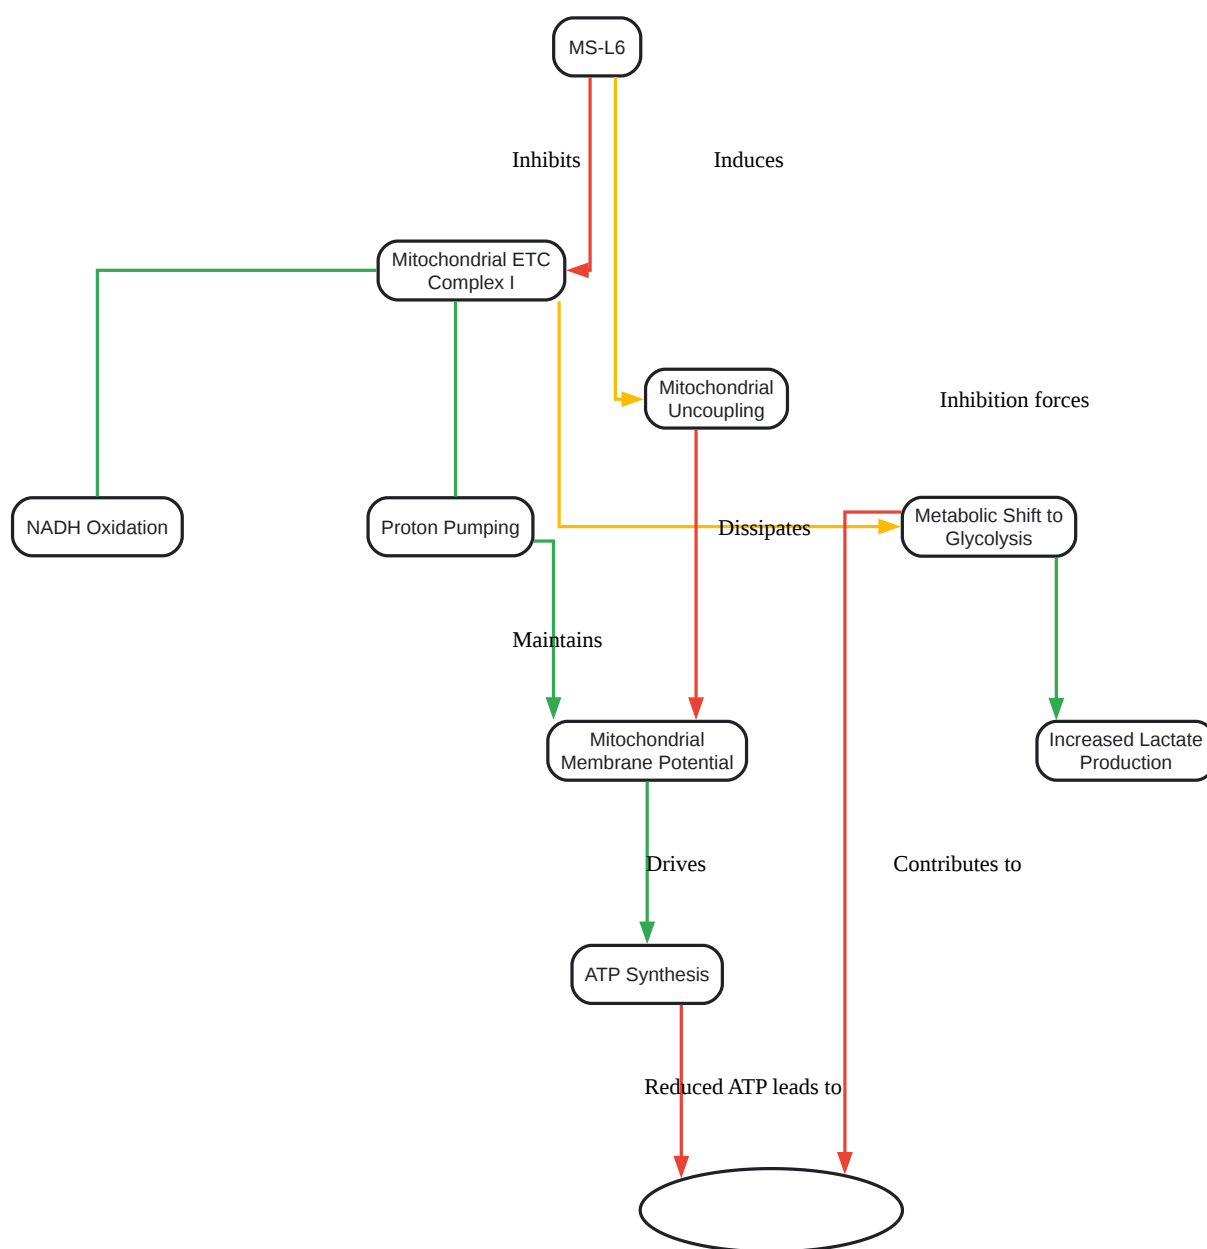 MS-L6
Inhibits
Induces
Mitochondrial ETC
Complex I
Mitochondrial
Uncoupling
Inhibition forces
NADH Oxidation
Proton Pumping
Dissipates
Metabolic Shift to
Glycolysis
Maintains
Mitochondrial
Membrane Potential
Increased Lactate
Production
Drives
Contributes to
ATP Synthesis
Reduced ATP leads to